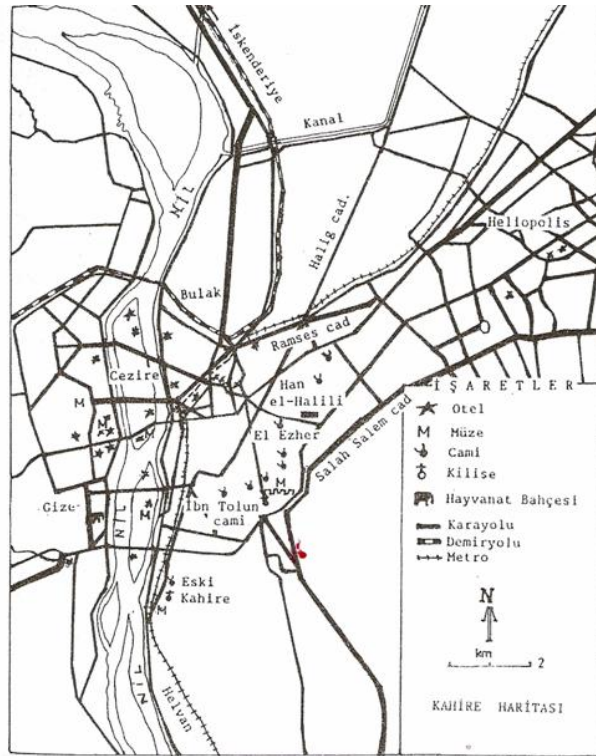 İskenderiye
Kanal
NİL
Halig cad.
Heliopolis
Bulak
Ramses cad
Cezire
Han
el-Halili
El Ezher
Salah Salem cad
M
M
M
M
Gize
NİL
M
İbn Tolun
cami
Eski
Kahire
M
NİL
Helvan
İŞARETLER
Otel
M Müze
Cami
Kilise
Hayvanat Bahçesi
Karayolu
Demiryolu
Metro
N
km
2
KAHİRE HARİTASI